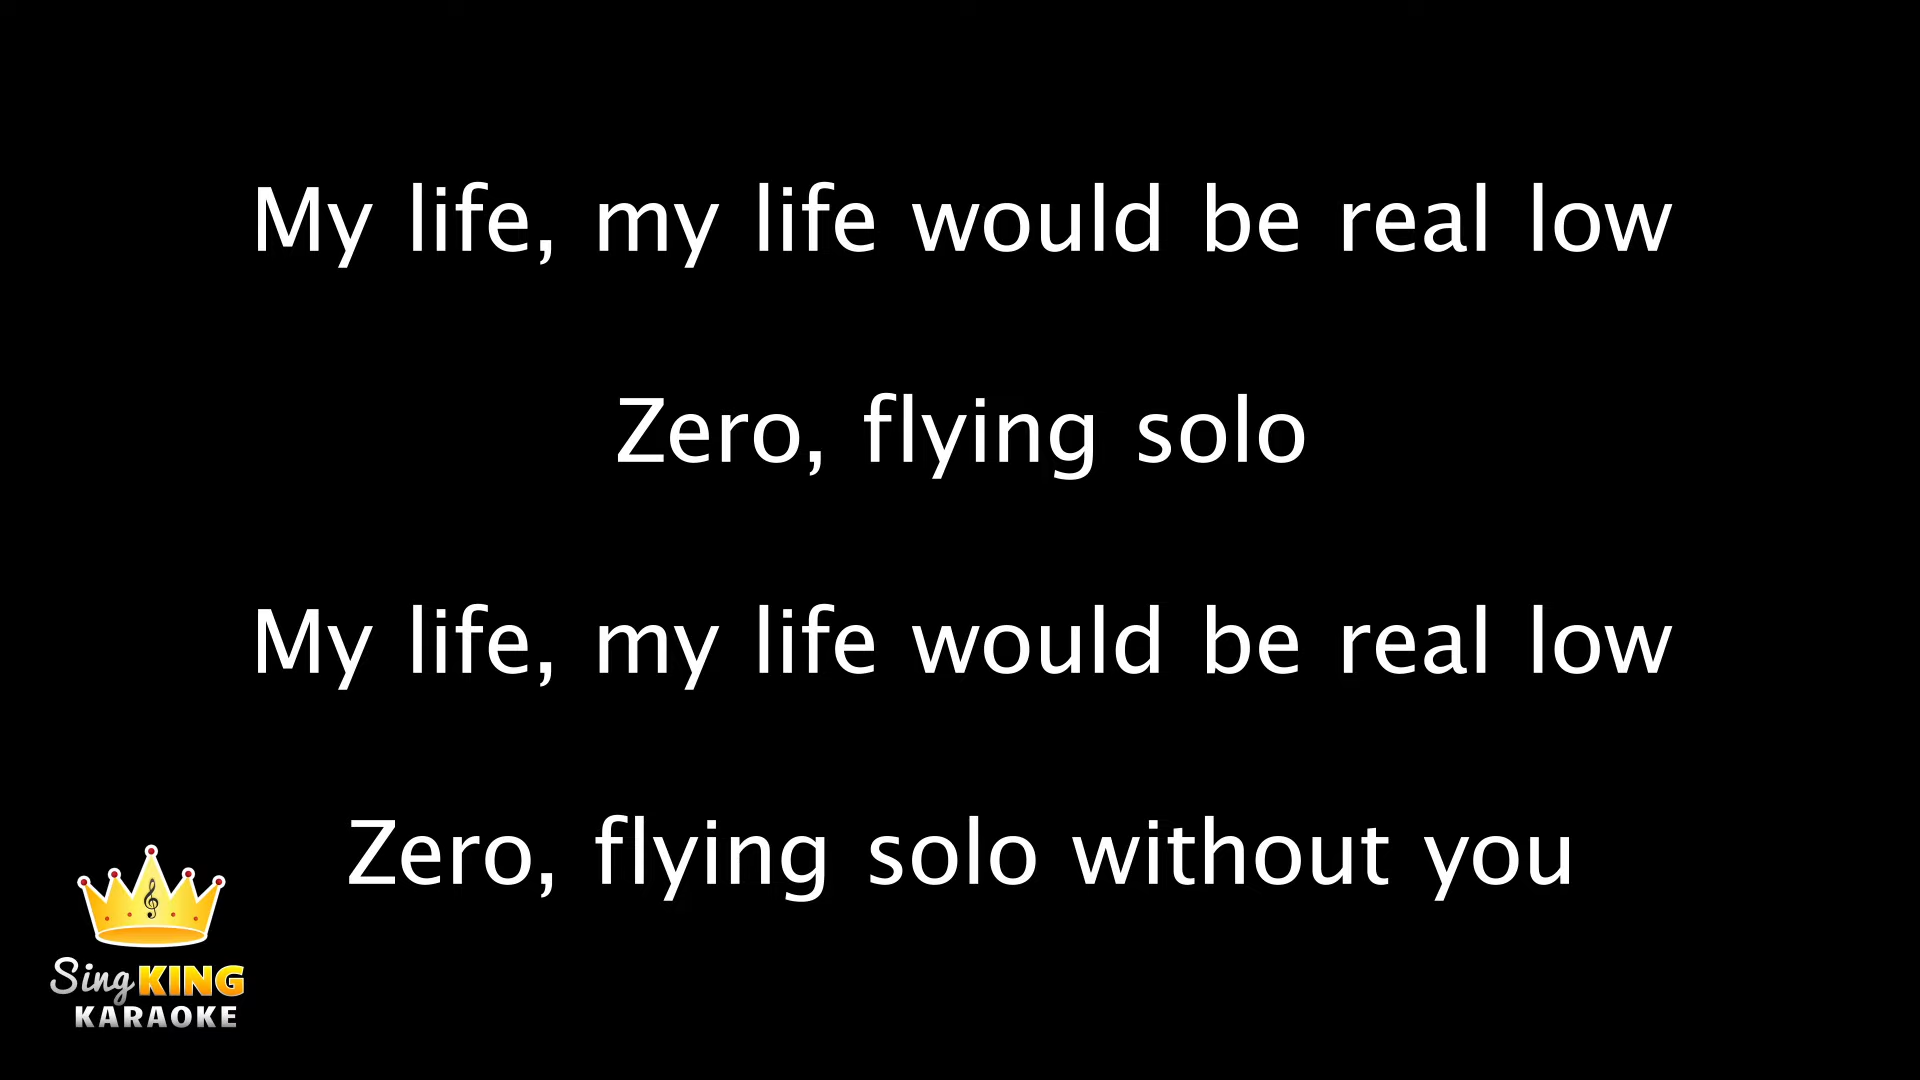 My life, my life would be real low
Zero, flying solo
My life, my life would be real low
Zero, flying solo without you
Sing KING
KARAOKE